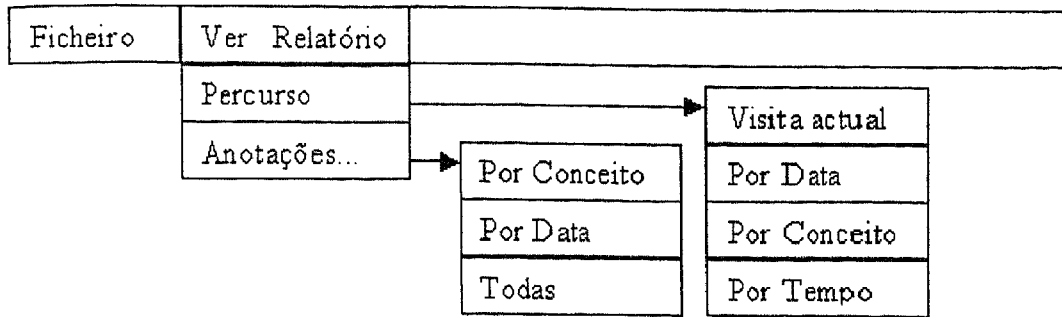 Ficheiro
Ver Relatório
Percurso
Anotações...
Por Conceito
Por Data
Todas
Visita actual
Por Data
Por Conceito
Por Tempo